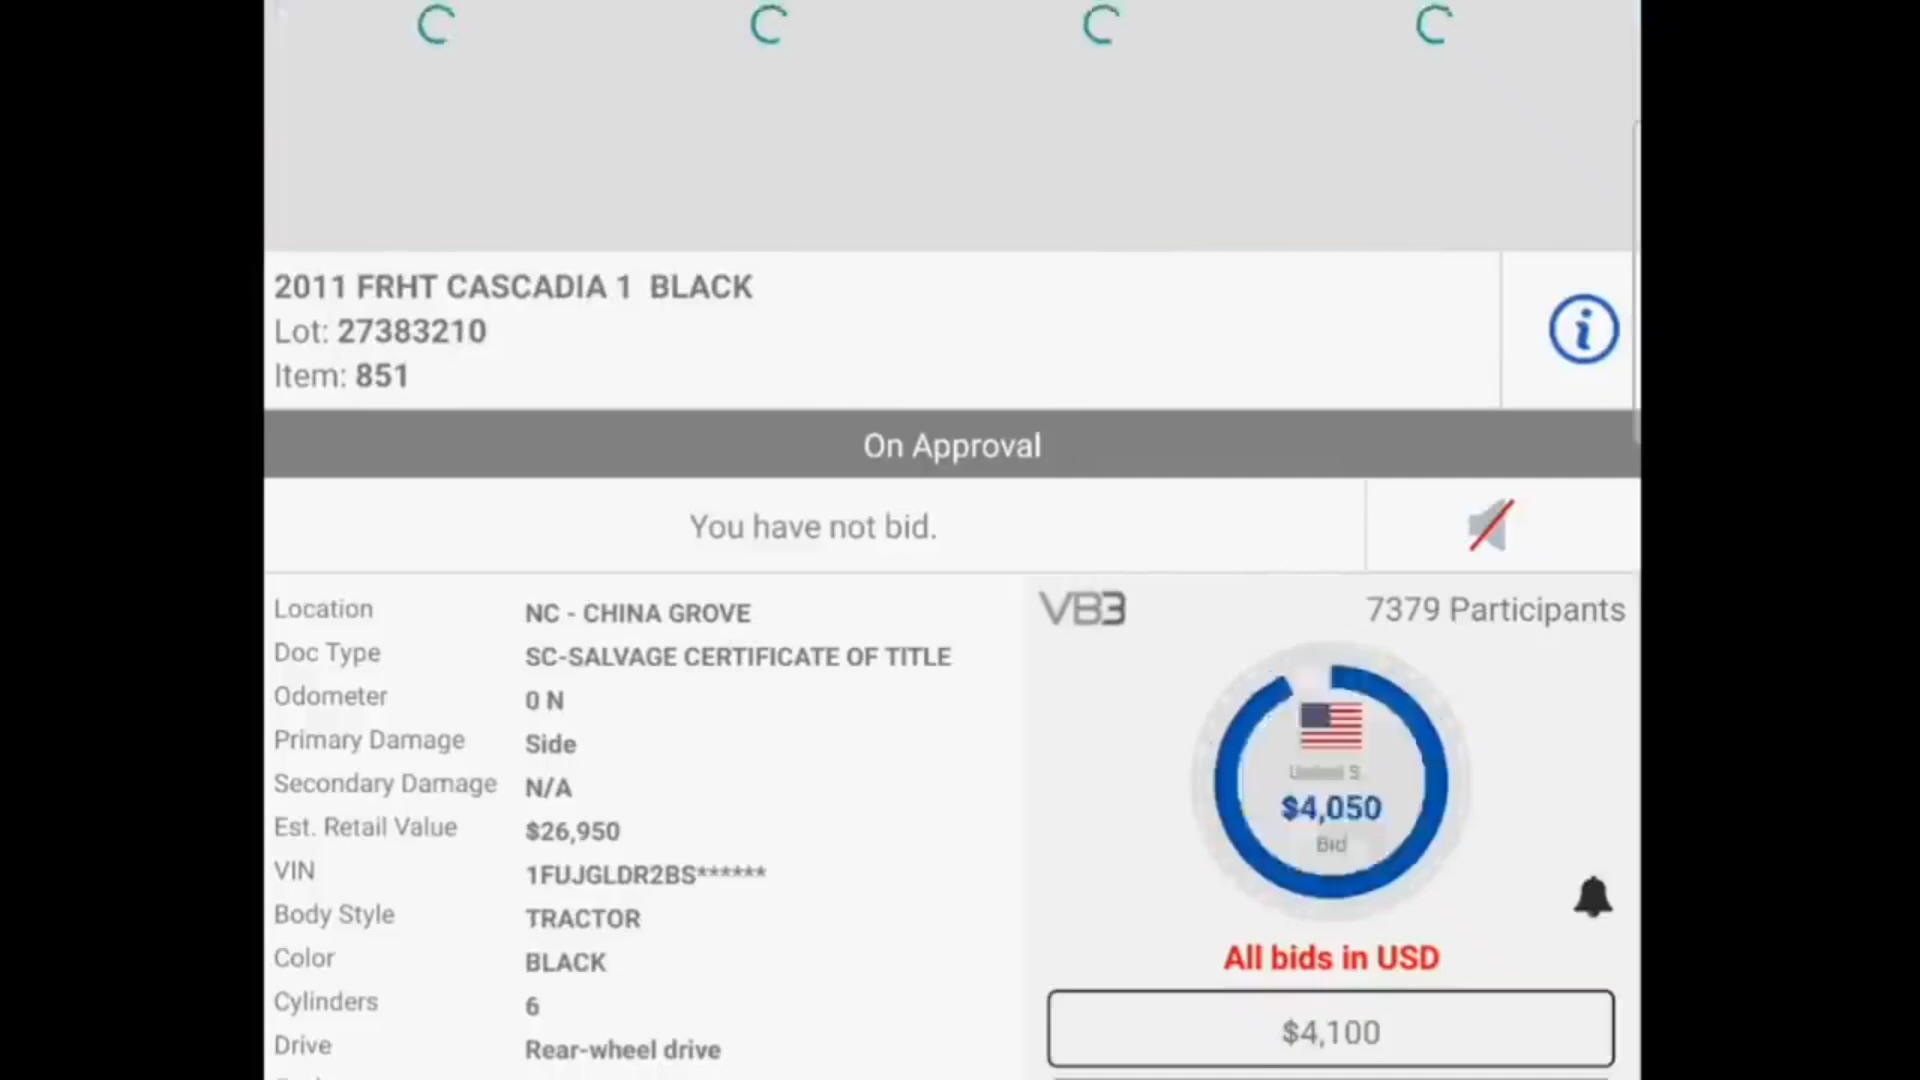 2011 FRHT CASCADIA 1 BLACK
Lot: 27383210
Item: 851
On Approval
You have not bid.
Location NC - CHINA GROVE
Doc Type SC-SALVAGE CERTIFICATE OF TITLE
Odometer 0 N
Primary Damage Side
Secondary Damage N/A
Est. Retail Value $26,950
VIN 1FUJGLDR2BS******
Body Style TRACTOR
Color BLACK
Cylinders 6
Drive Rear-wheel drive
VB3 7379 Participants
United S.
$4,050
Bid
All bids in USD
$4,100